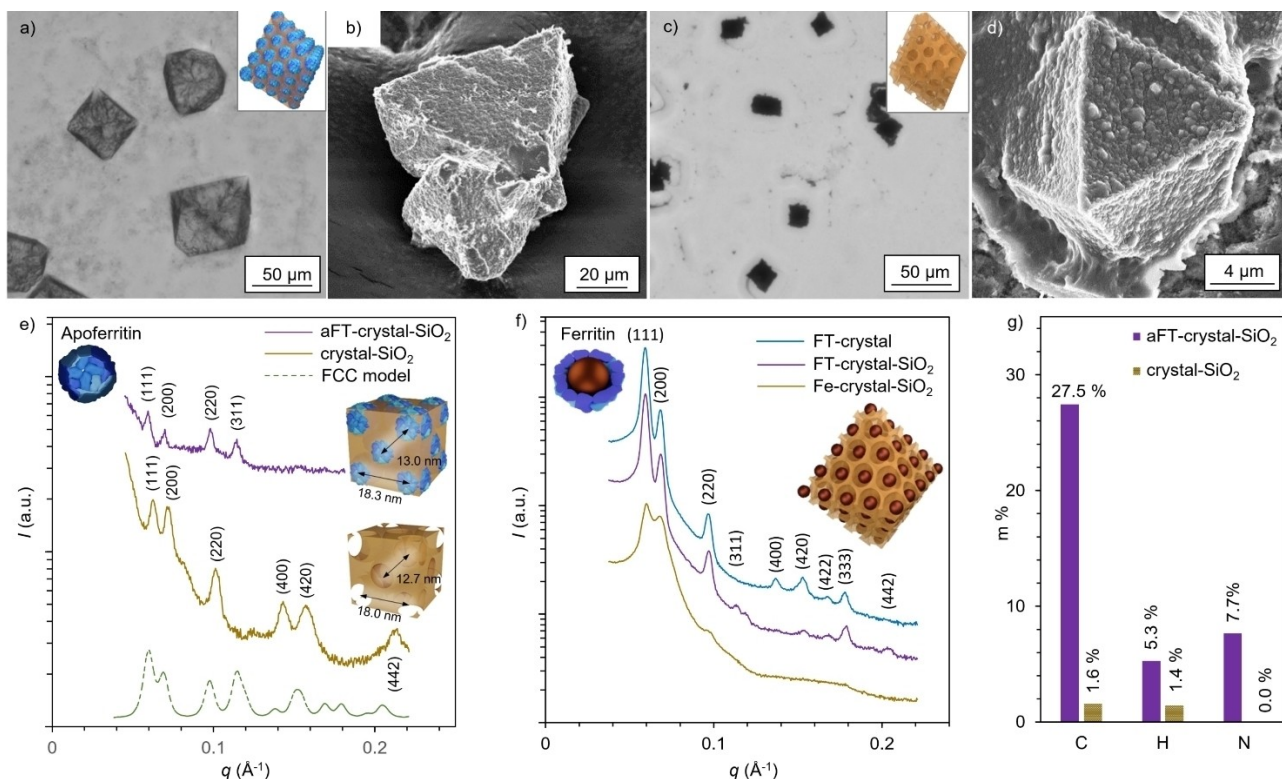 a)
50 µm
b)
20 µm
c)
50 µm
d)
4 µm
e)
Apoferritin
aFT-crystal-SiO₂
crystal-SiO₂
FCC model
(111)
(200)
(220)
(311)
13.0 nm
18.3 nm
(111)
(200)
(220)
(400)
(420)
(442)
12.7 nm
18.0 nm
I (a.u.)
0
0.1
0.2
q (Å⁻¹)
f)
Ferritin
FT-crystal
FT-crystal-SiO₂
Fe-crystal-SiO₂
(111)
(200)
(220)
(311)
(400)
(420)
(422)
(333)
(442)
I (a.u.)
0
0.1
0.2
q (Å⁻¹)
g)
aFT-crystal-SiO₂
crystal-SiO₂
m %
30
20
10
0
27.5 %
1.6 %
5.3 %
1.4 %
7.7%
0.0 %
C
H
N